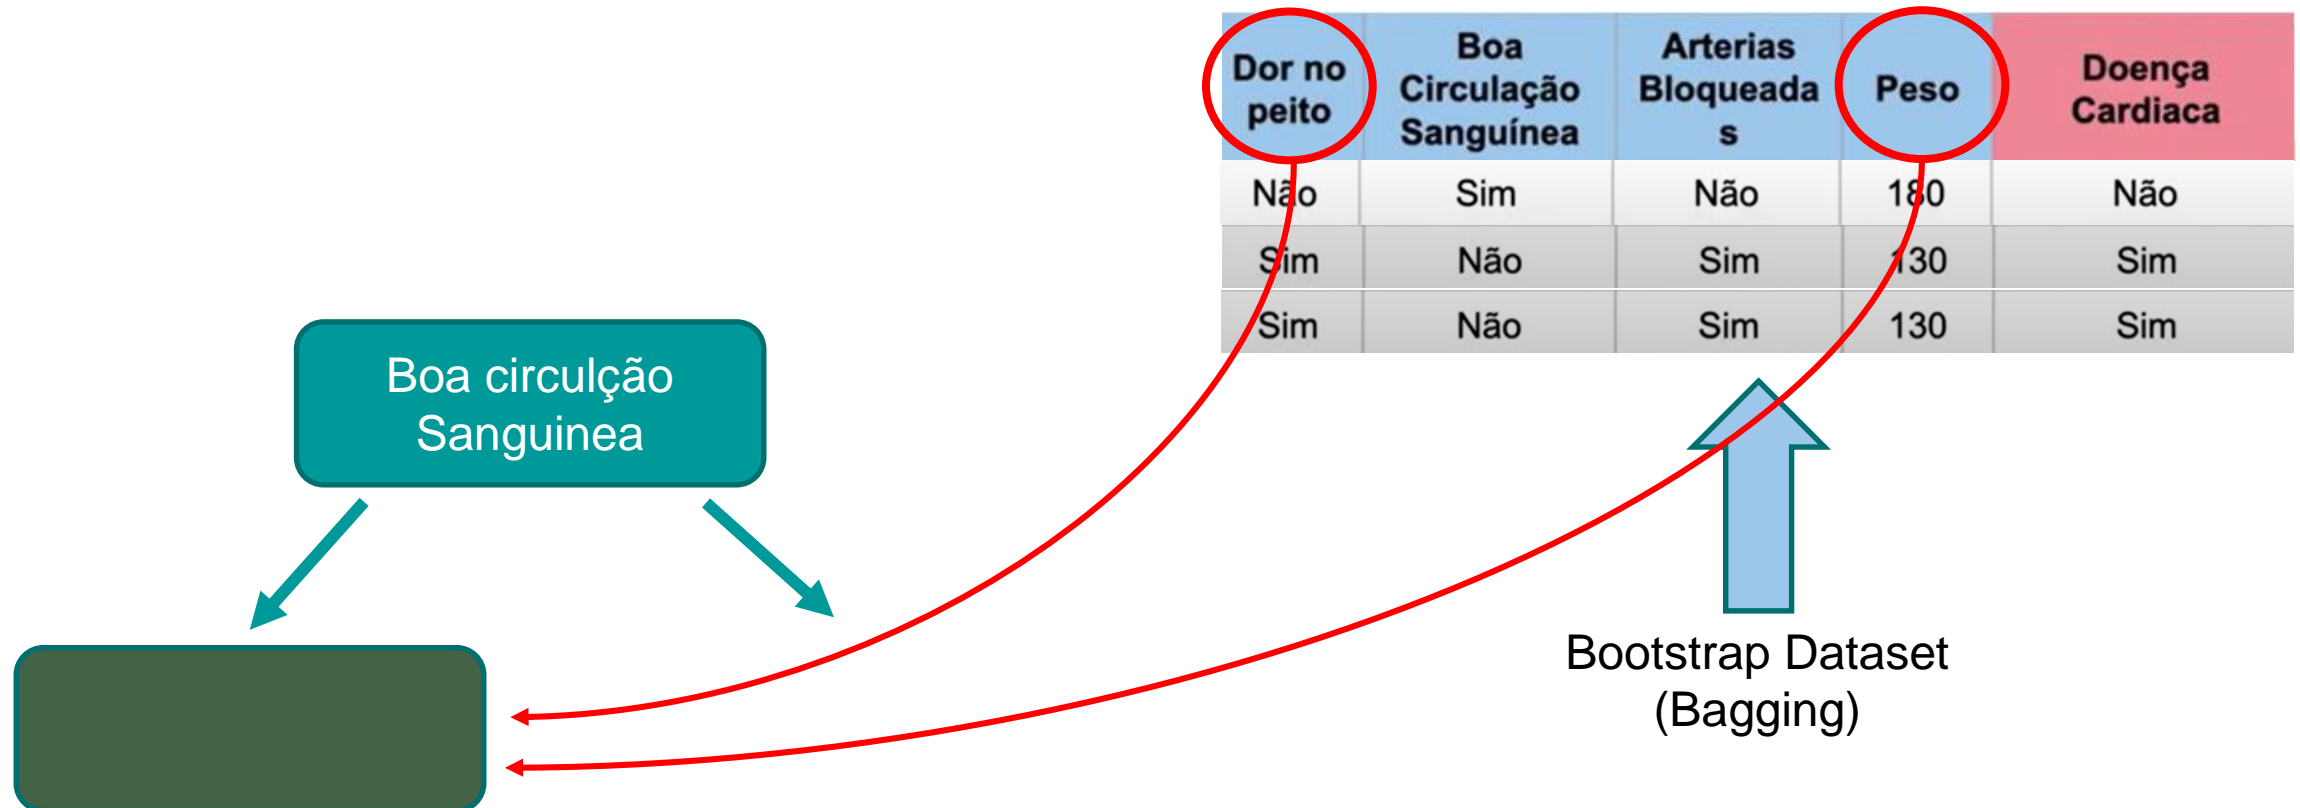 Dor no
peito
Boa
Circulação
Sanguínea
Arterias
Bloqueada
s
Peso
Doença
Cardiaca
Não Sim Não 180 Não
Sim Não Sim 130 Sim
Sim Não Sim 130 Sim
Boa circulção
Sanguinea
Bootstrap Dataset
(Bagging)